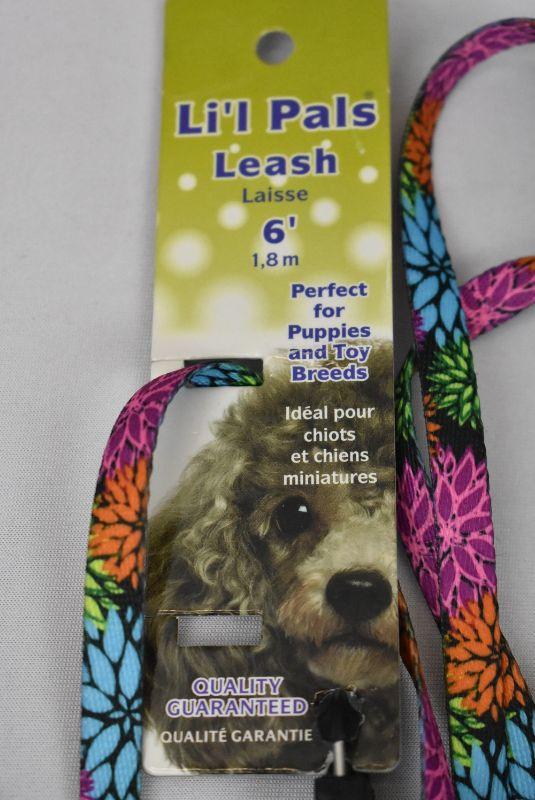 Li'l Pals
Leash
Laisse
6'
1,8 m
Perfect
for
Puppies
and Toy
Breeds
Idéal pour
chiots
et chiens
miniatures
QUALITY
GUARANTEED
QUALITÉ GARANTIE